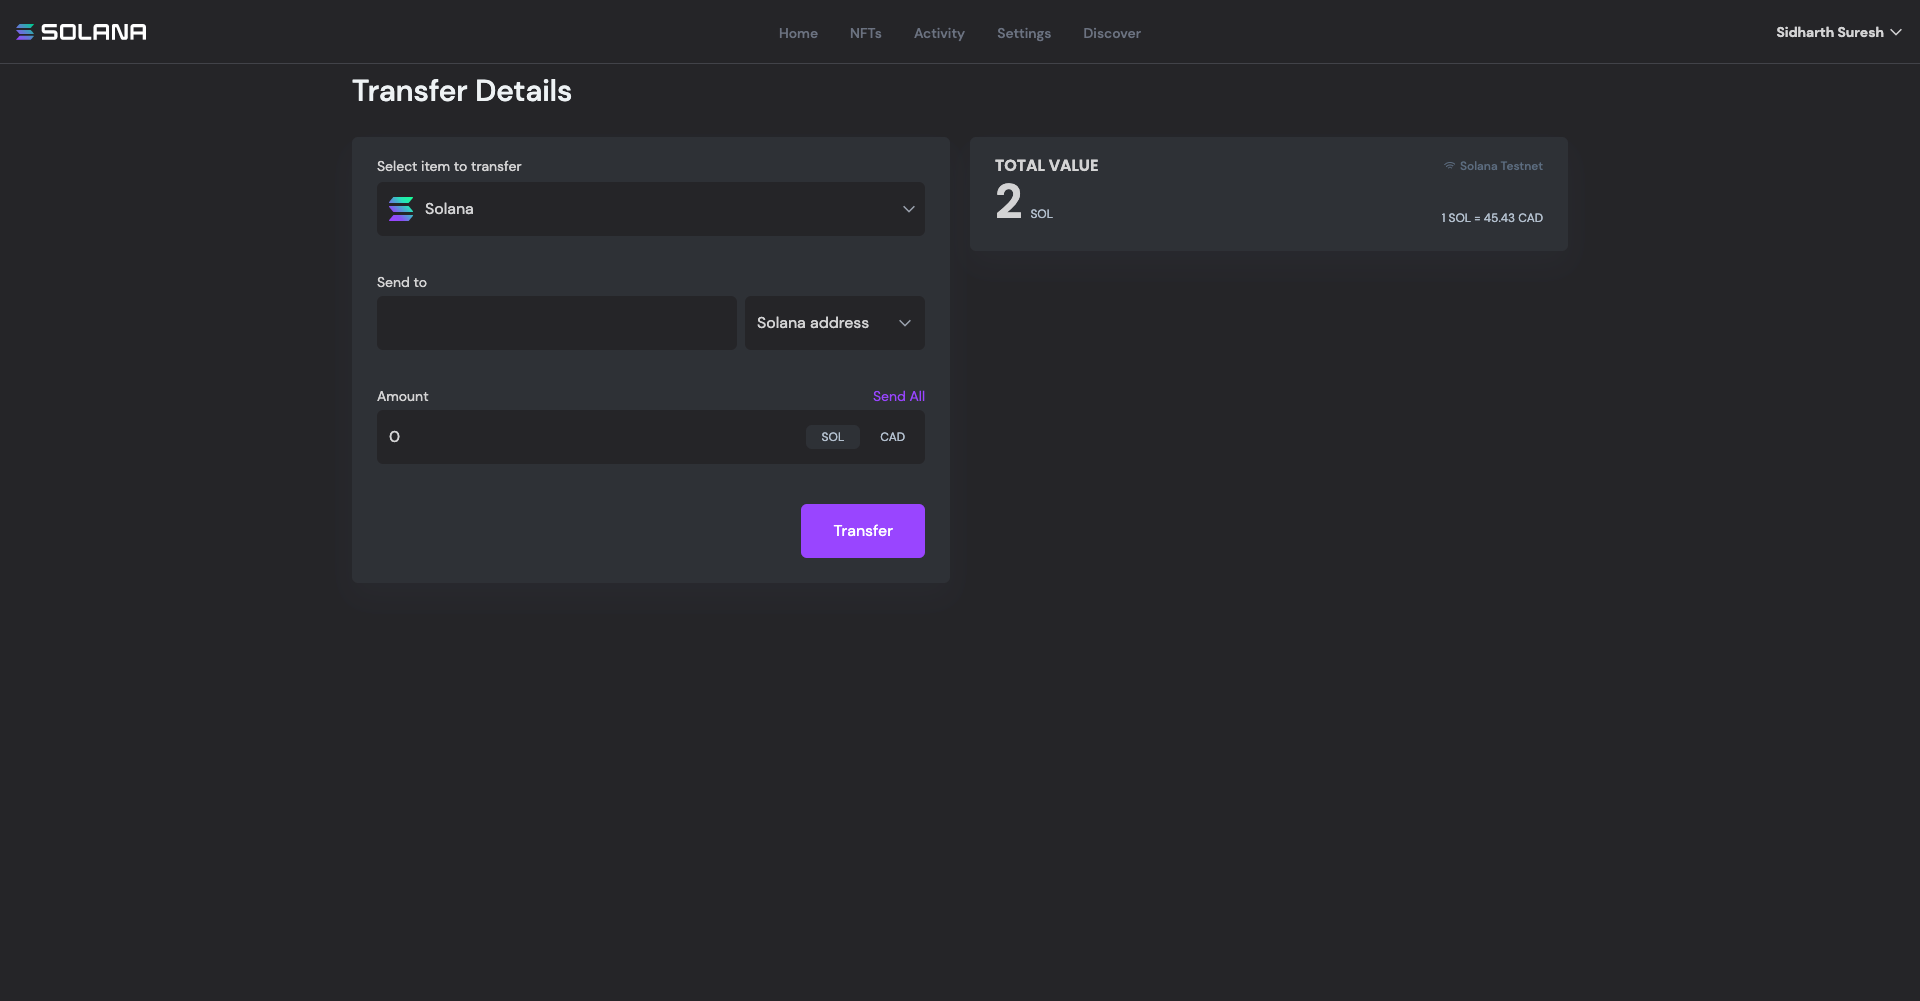 SOLANA
Home NFTs Activity Settings Discover
Sidharth Suresh
Transfer Details
Select item to transfer
Solana
Send to
Solana address
Amount Send All
0 SOL CAD
Transfer
TOTAL VALUE Solana Testnet
2 SOL
1 SOL = 45.43 CAD